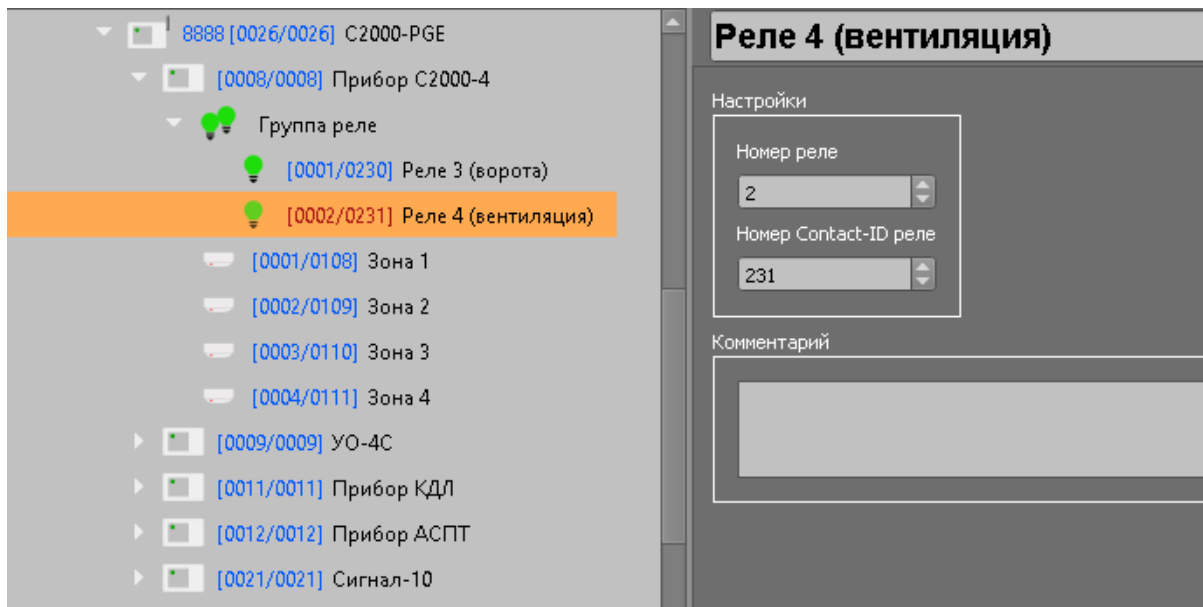 8888 [0026/0026] C2000-PGE
[0008/0008] Прибор С2000-4
Группа реле
[0001/0230] Реле 3 (ворота)
[0002/0231] Реле 4 (вентиляция)
[0001/0108] Зона 1
[0002/0109] Зона 2
[0003/0110] Зона 3
[0004/0111] Зона 4
[0009/0009] УО-4С
[0011/0011] Прибор КДЛ
[0012/0012] Прибор АСПТ
[0021/0021] Сигнал-10
Реле 4 (вентиляция)
Настройки
Номер реле
2
Номер Contact-ID реле
231
Комментарий